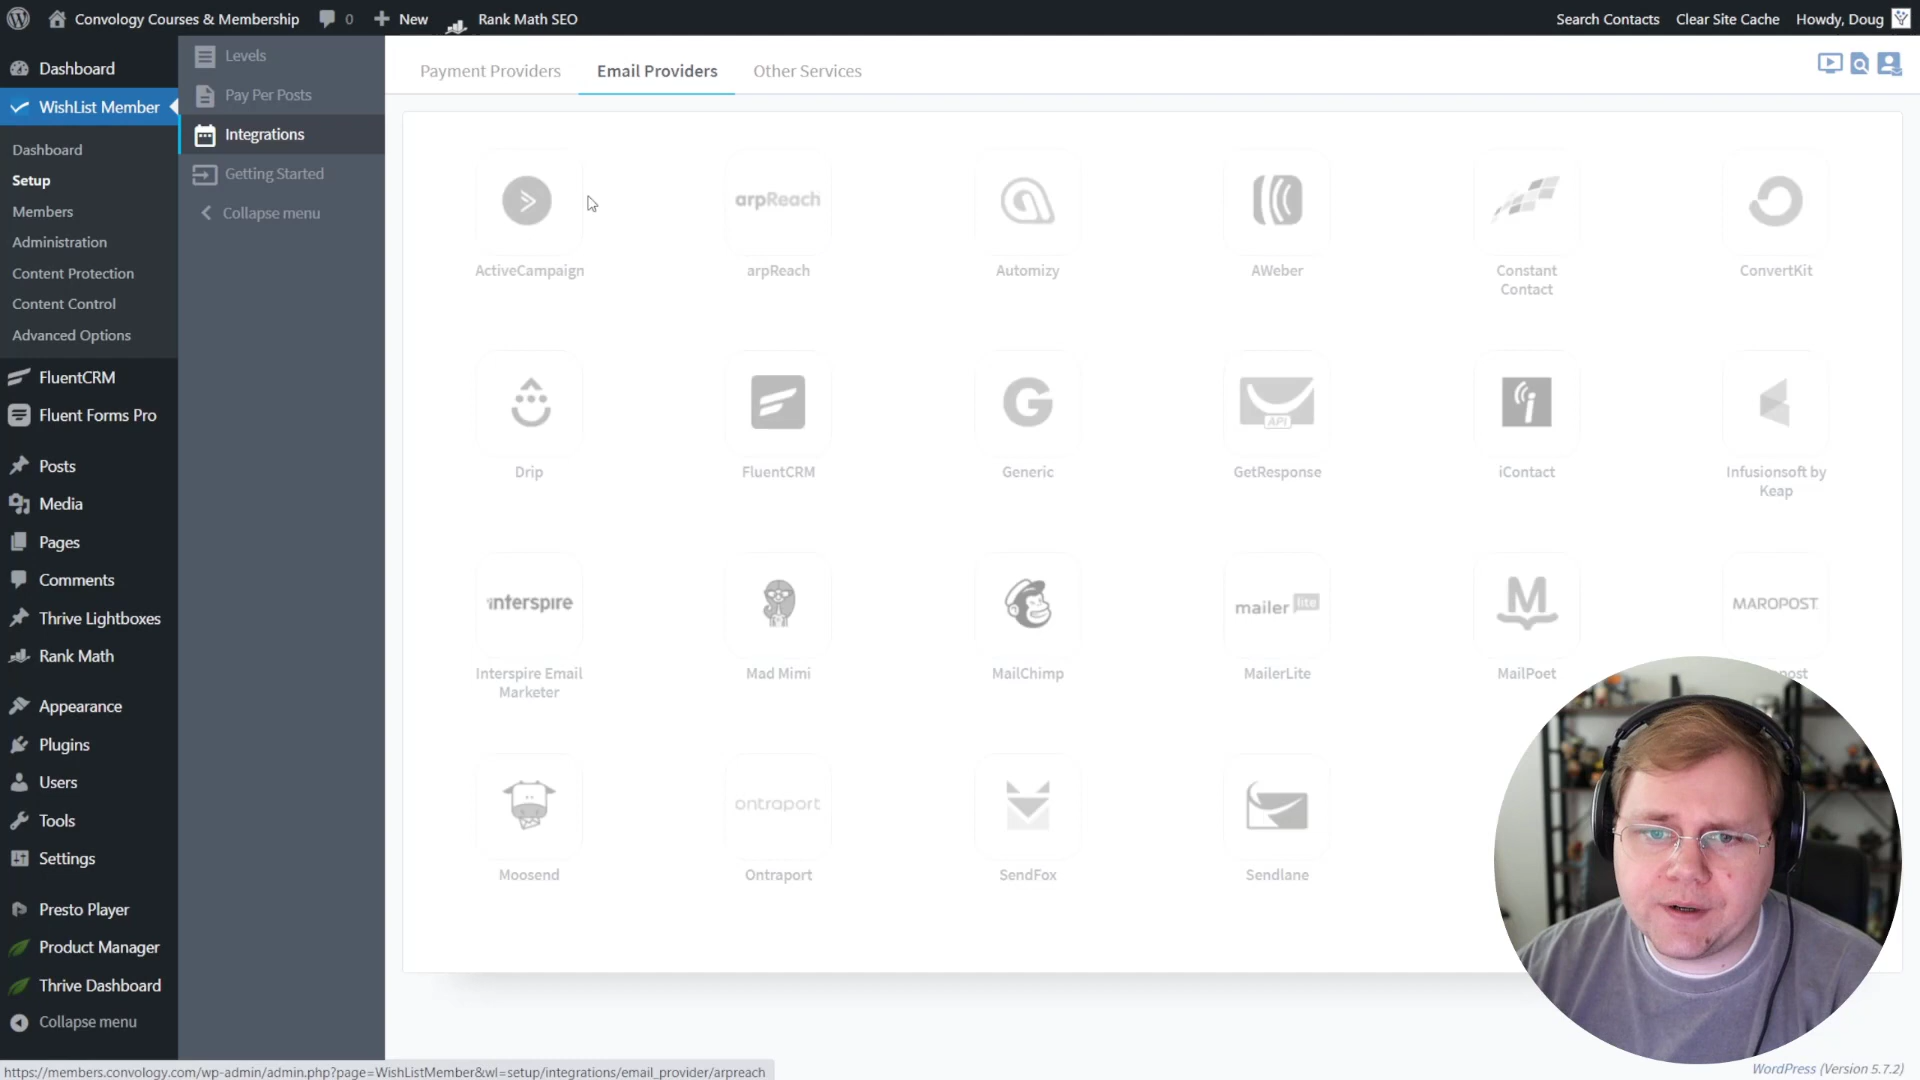 Convology Courses & Membership 0 New Rank Math SEO Search Contacts Clear Site Cache Howdy, Doug
Dashboard
WishList Member
Dashboard
Setup
Members
Administration
Content Protection
Content Control
Advanced Options
FluentCRM
Fluent Forms Pro
Posts
Media
Pages
Comments
Thrive Lightboxes
Rank Math
Appearance
Plugins
Users
Tools
Settings
Presto Player
Product Manager
Thrive Dashboard
Collapse menu
Levels
Pay Per Posts
Integrations
Getting Started
Collapse menu
Payment Providers Email Providers Other Services
arpReach
ActiveCampaign arpReach Automizy AWeber Constant Contact ConvertKit
G API i
Drip FluentCRM Generic GetResponse iContact Infusionsoft by Keap
interspire mailer lite M MAROPOST
Interspire Email Marketer Mad Mimi MailChimp MailerLite MailPoet
ontraport
Moosend Ontraport SendFox Sendlane
https://members.convology.com/wp-admin/admin.php?page=WishListMember&wl=setup/integrations/email_provider/arpreach
WordPress (Version 5.7.2)